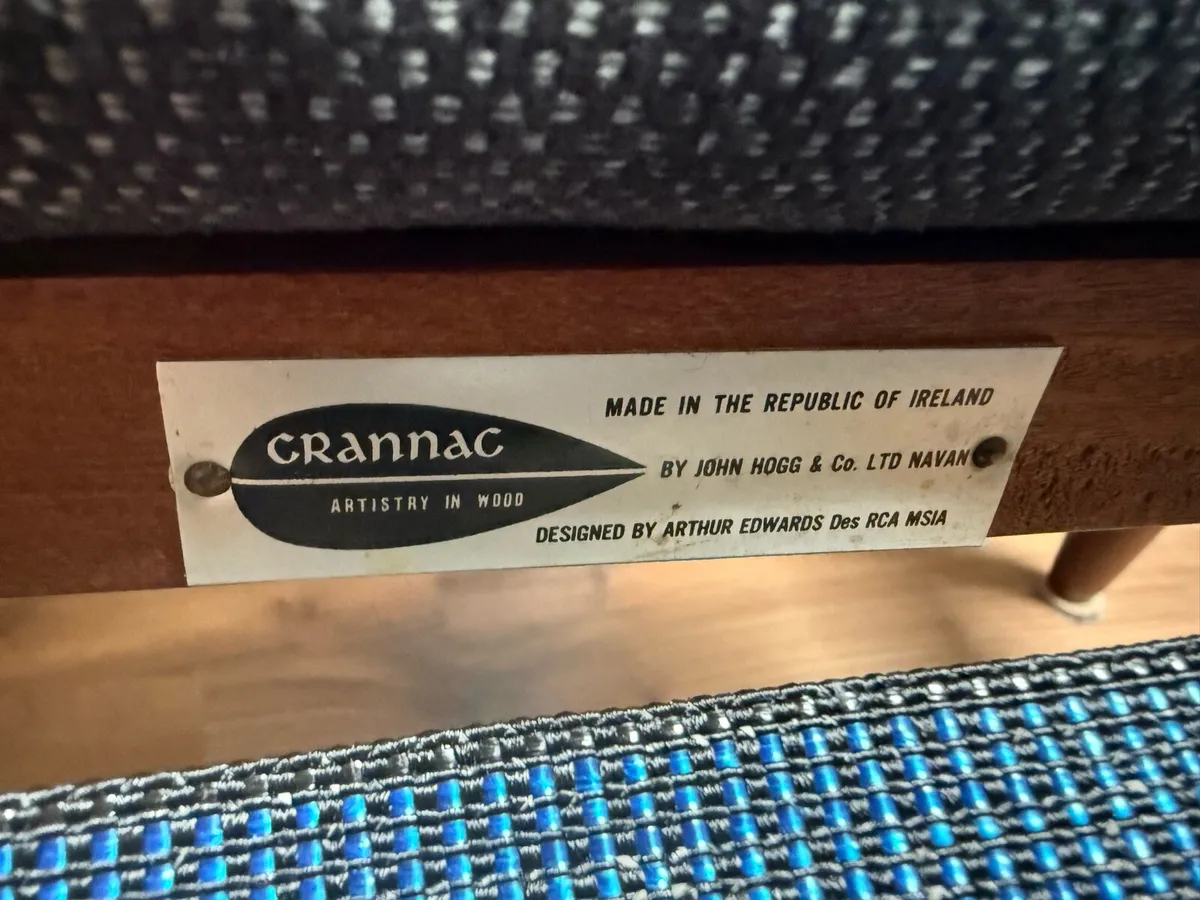 CRANNAC
ARTISTRY IN WOOD
MADE IN THE REPUBLIC OF IRELAND
BY JOHN HOGG & Co. LTD NAVAN
DESIGNED BY ARTHUR EDWARDS Des RCA MSIA